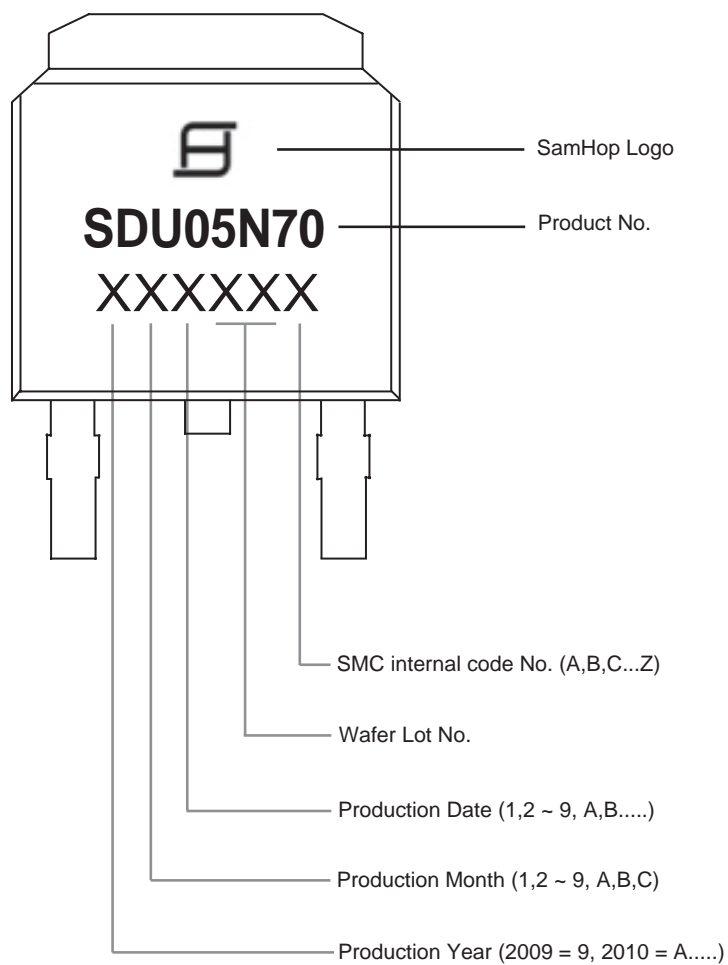 SamHop Logo
SDU05N70
Product No.
XXXXXX
SMC internal code No. (A,B,C...Z)
Wafer Lot No.
Production Date (1,2 ~ 9, A,B.....)
Production Month (1,2 ~ 9, A,B,C)
Production Year (2009 = 9, 2010 = A.....)